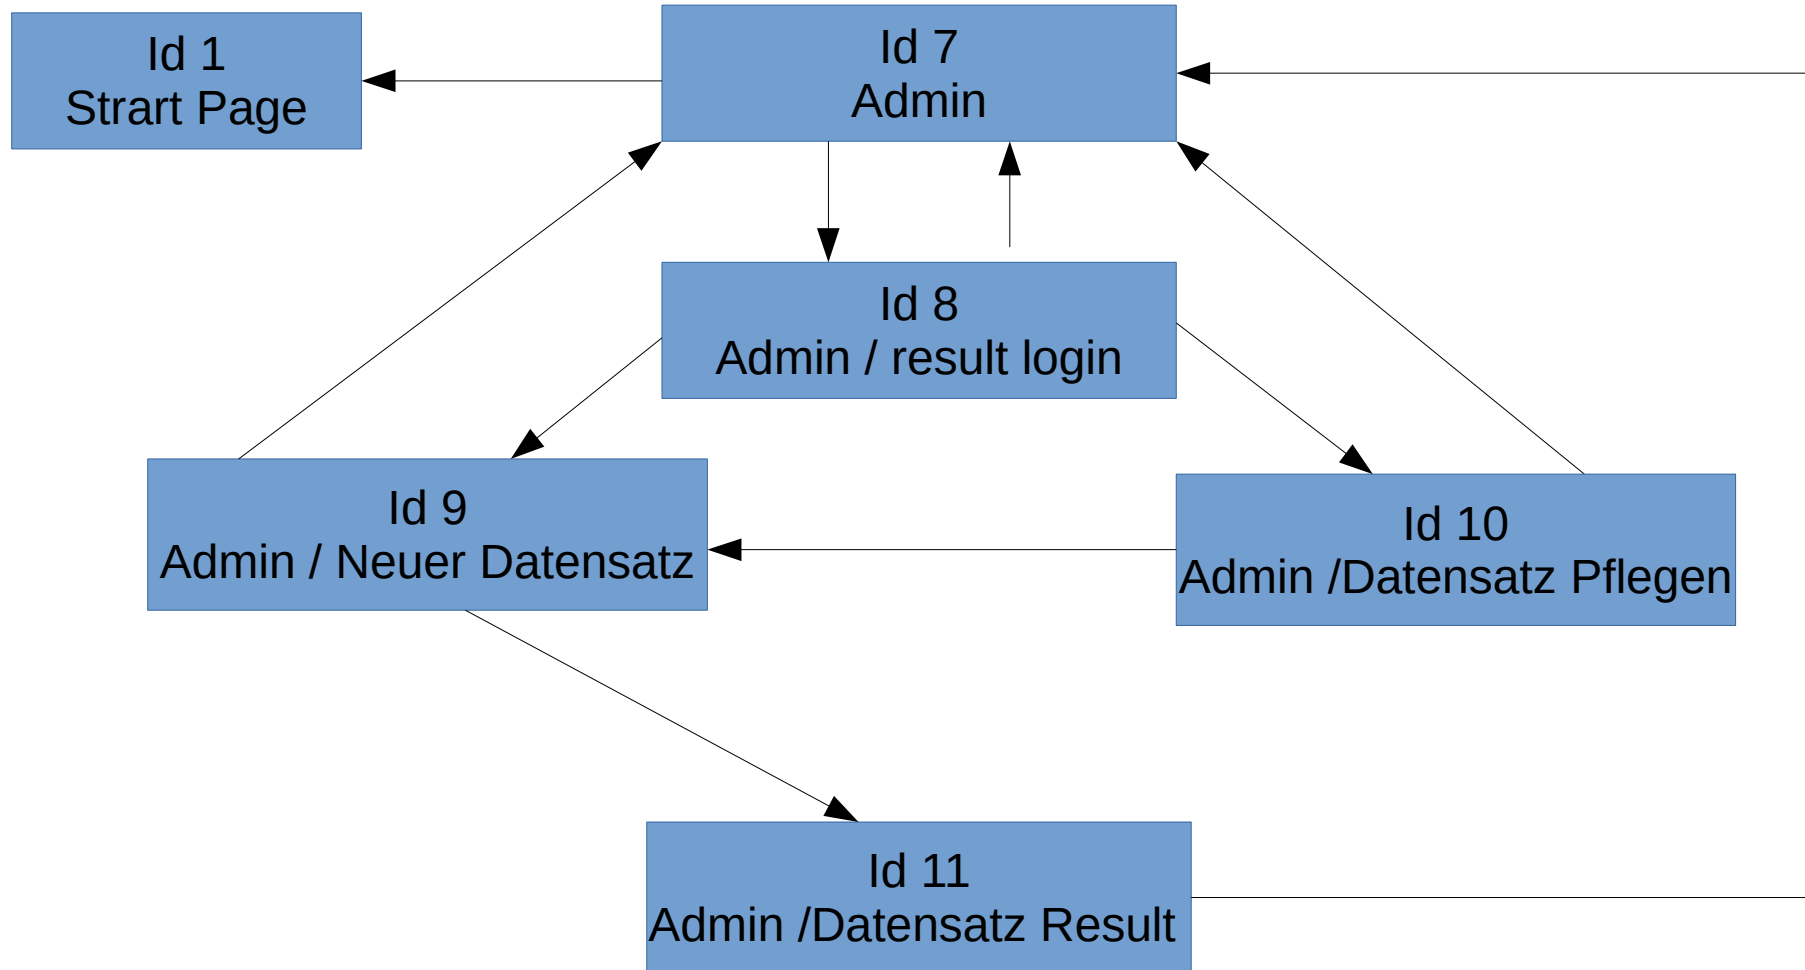 Id 1
Strart Page
Id 7
Admin
Id 8
Admin / result login
Id 9
Admin / Neuer Datensatz
Id 10
Admin /Datensatz Pflegen
Id 11
Admin /Datensatz Result